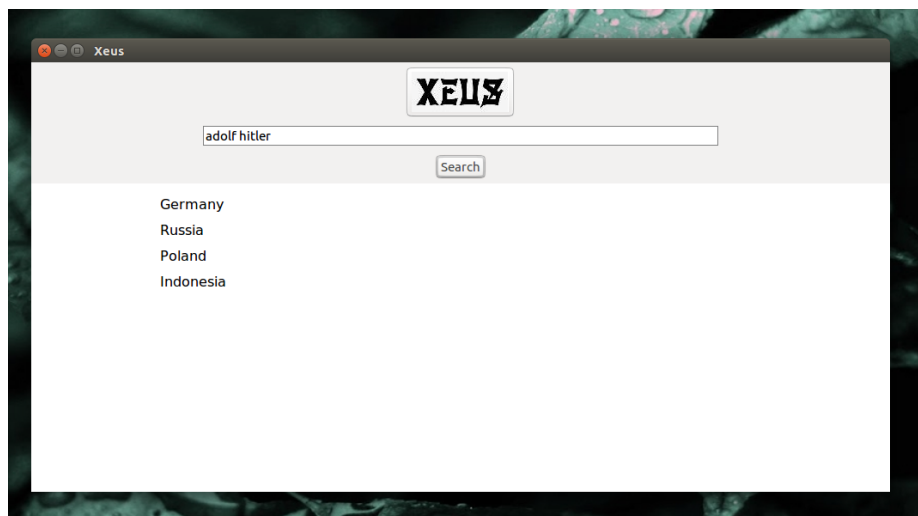 Xeus
XEUS
adolf hitler
Search
Germany
Russia
Poland
Indonesia